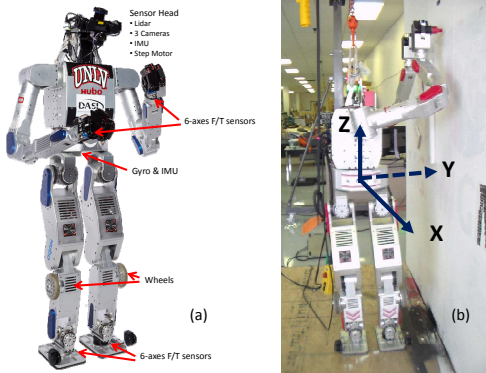 Sensor Head
• Lidar
• 3 Cameras
• IMU
• Step Motor
UNLV
HUBO
DASL
6-axes F/T sensors
Gyro & IMU
Wheels
(a)
6-axes F/T sensors
Z
Y
X
(b)